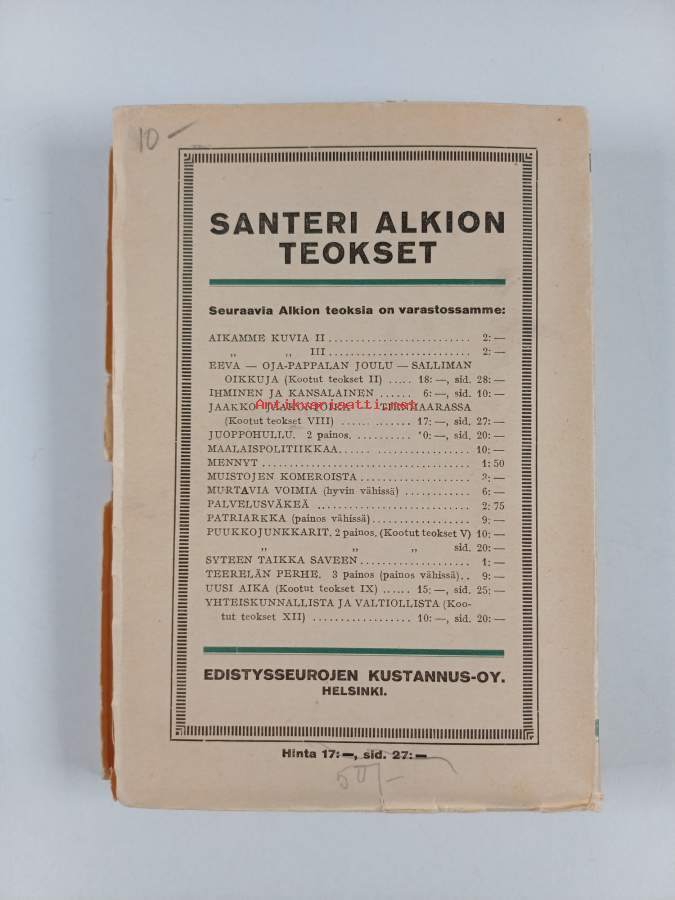 10 —
SANTERI ALKION
TEOKSET
Seuraavia Alkion teoksia on varastossamme:
AIKAMME KUVIA II . . . . . . . . . . . . . . . . . . . . . . . . . . 2: —
„ „ III . . . . . . . . . . . . . . . . . . . . . . . . . . 2: —
EEVA — OJA-PAPPALAN JOULU — SALLIMAN
OIKKUJA (Kootut teokset II) ..... 18: —, sid. 28: —
IHMINEN JA KANSALAINEN ...... 6: —, sid. 10: —
JAAKKO
Antikvariaatti.net
(Kootut teokset VIII) ...... ........ 17: —, sid. 27: —
JUOPPOHULLU. 2 painos. ........... 0: —, sid. 20: —
MAALAISPOLITIIKKAA...................... 10: —
MENNYT ................................... 1: 50
MUISTOJEN KOMEROISTA .................. : —
MURTAVIA VOIMIA (hyvin vähissä) .......... 6: —
PALVELUSVÄKEÄ .......................... 2: 75
PATRIARKKA (painos vähissä)................ 9: —
PUUKKOJUNKKARIT. 2 painos. (Kootut teokset V) 10: —
„ „ „ sid. 20: —
SYTEEN TAIKKA SAVEEN .................. 1: —
TEERELÄN PERHE. 3 painos (painos vähissä).. 9: —
UUSI AIKA (Kootut teokset IX) ...... 15: —, sid. 25: —
YHTEISKUNNALLISTA JA VALTIOLLISTA (Koo-
tut teokset XII) ................. 10: —, sid. 20: —
EDISTYSSEUROJEN KUSTANNUS-OY.
HELSINKI.
Hinta 17: —, sid. 27: —
50/-